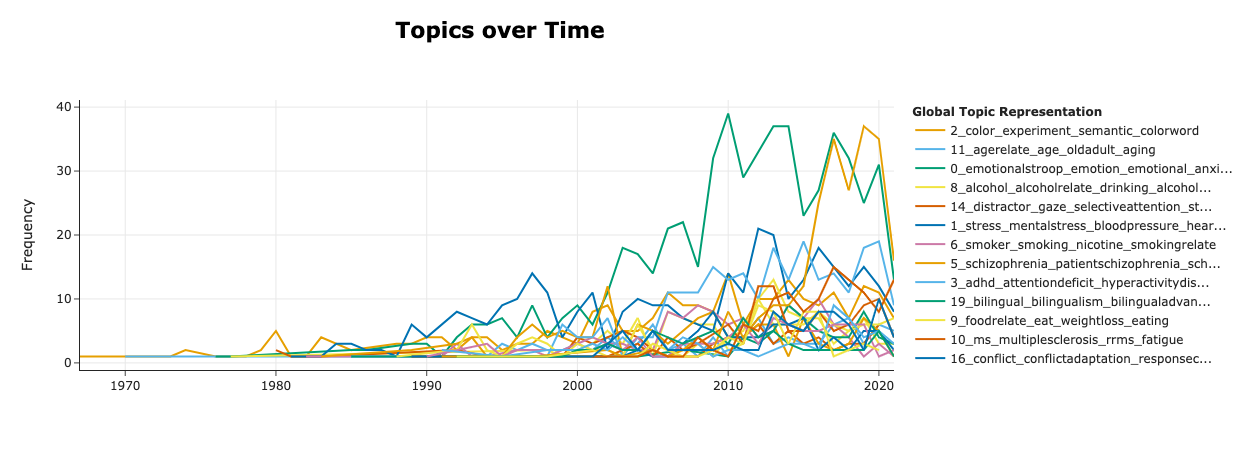 Topics over Time
Global Topic Representation
2_color_experiment_semantic_colorword
11_agerelate_age_oldadult_aging
0_emotionalstroop_emotion_emotional_anxi...
8_alcohol_alcoholrelate_drinking_alcohol...
14_distractor_gaze_selectiveattention_st...
1_stress_mentalstress_bloodpressure_hear...
6_smoker_smoking_nicotine_smokingrelate
5_schizophrenia_patientschizophrenia_sch...
3_adhd_attentiondeficit_hyperactivitydis...
19_bilingual_bilingualism_bilingualadvan...
9_foodrelate_eat_weightloss_eating
10_ms_multiplesclerosis_rrms_fatigue
16_conflict_conflictadaptation_responsec...
Frequency
40
30
20
10
0
1970 1980 1990 2000 2010 2020